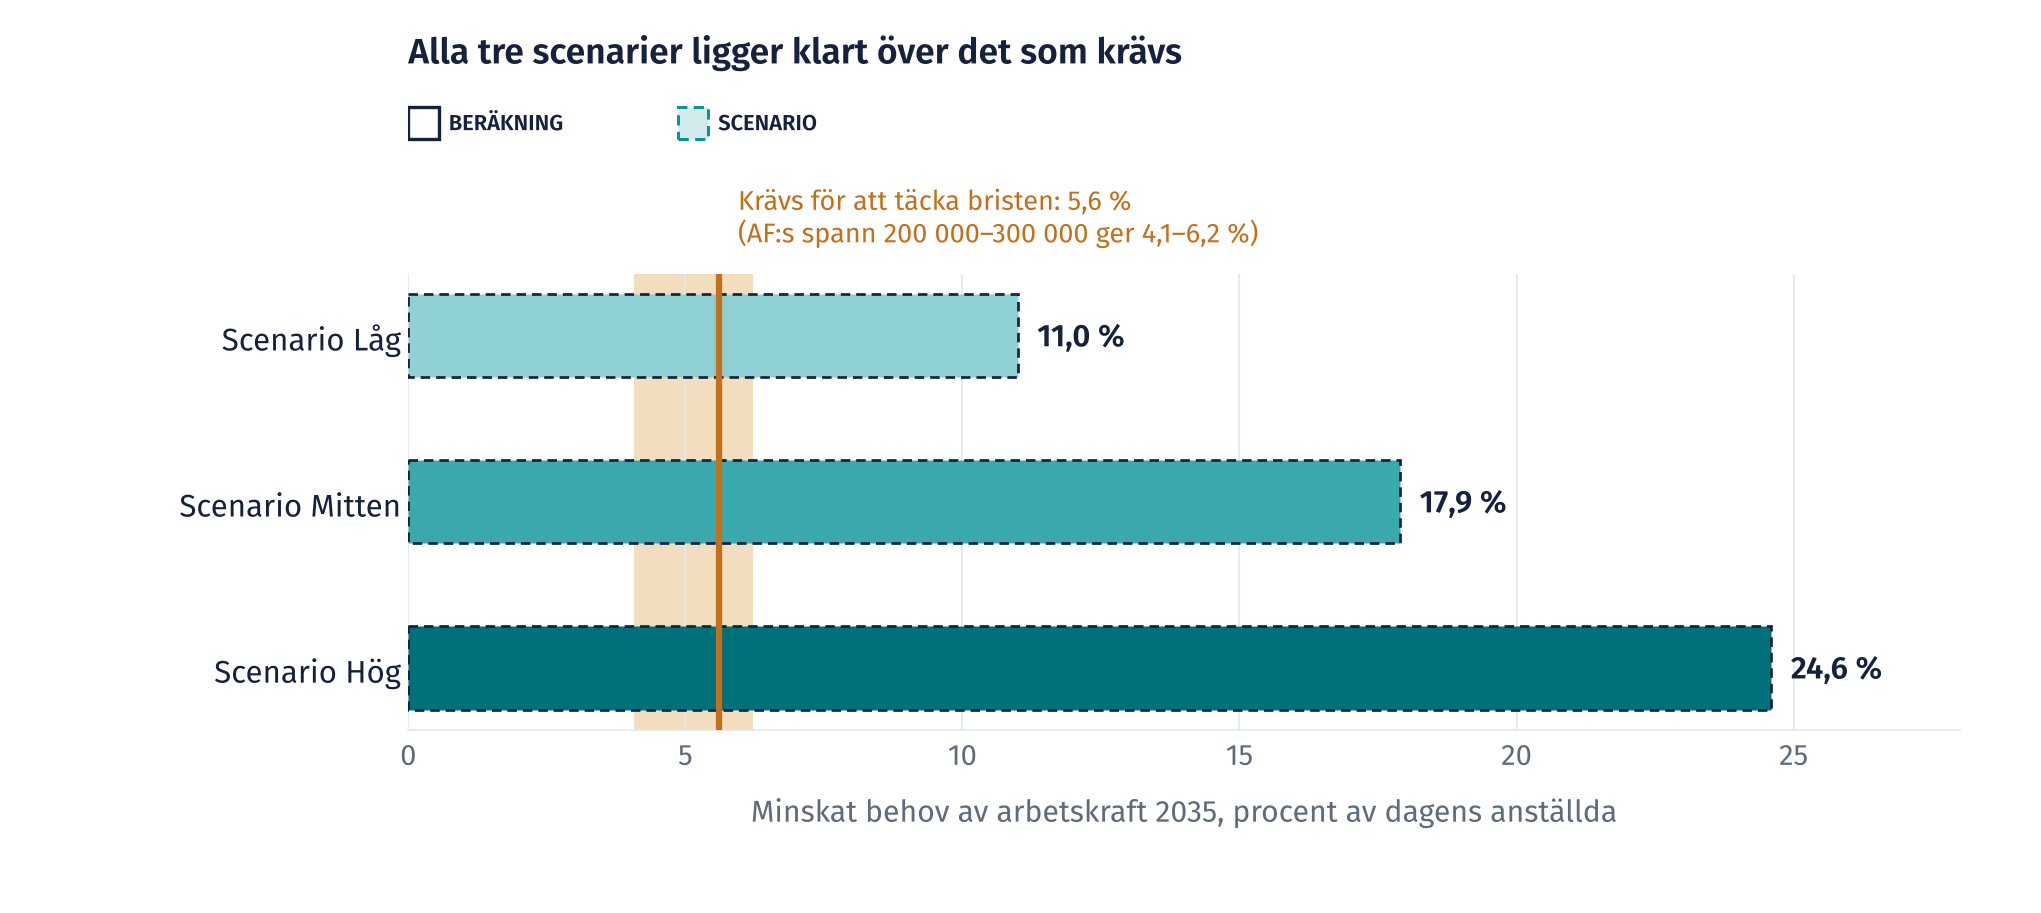 Alla tre scenarier ligger klart över det som krävs
BERÄKNING
SCENARIO
Krävs för att täcka bristen: 5,6 %
(AF:s spann 200 000–300 000 ger 4,1–6,2 %)
Scenario Låg
11,0 %
Scenario Mitten
17,9 %
Scenario Hög
24,6 %
0 5 10 15 20 25
Minskat behov av arbetskraft 2035, procent av dagens anställda